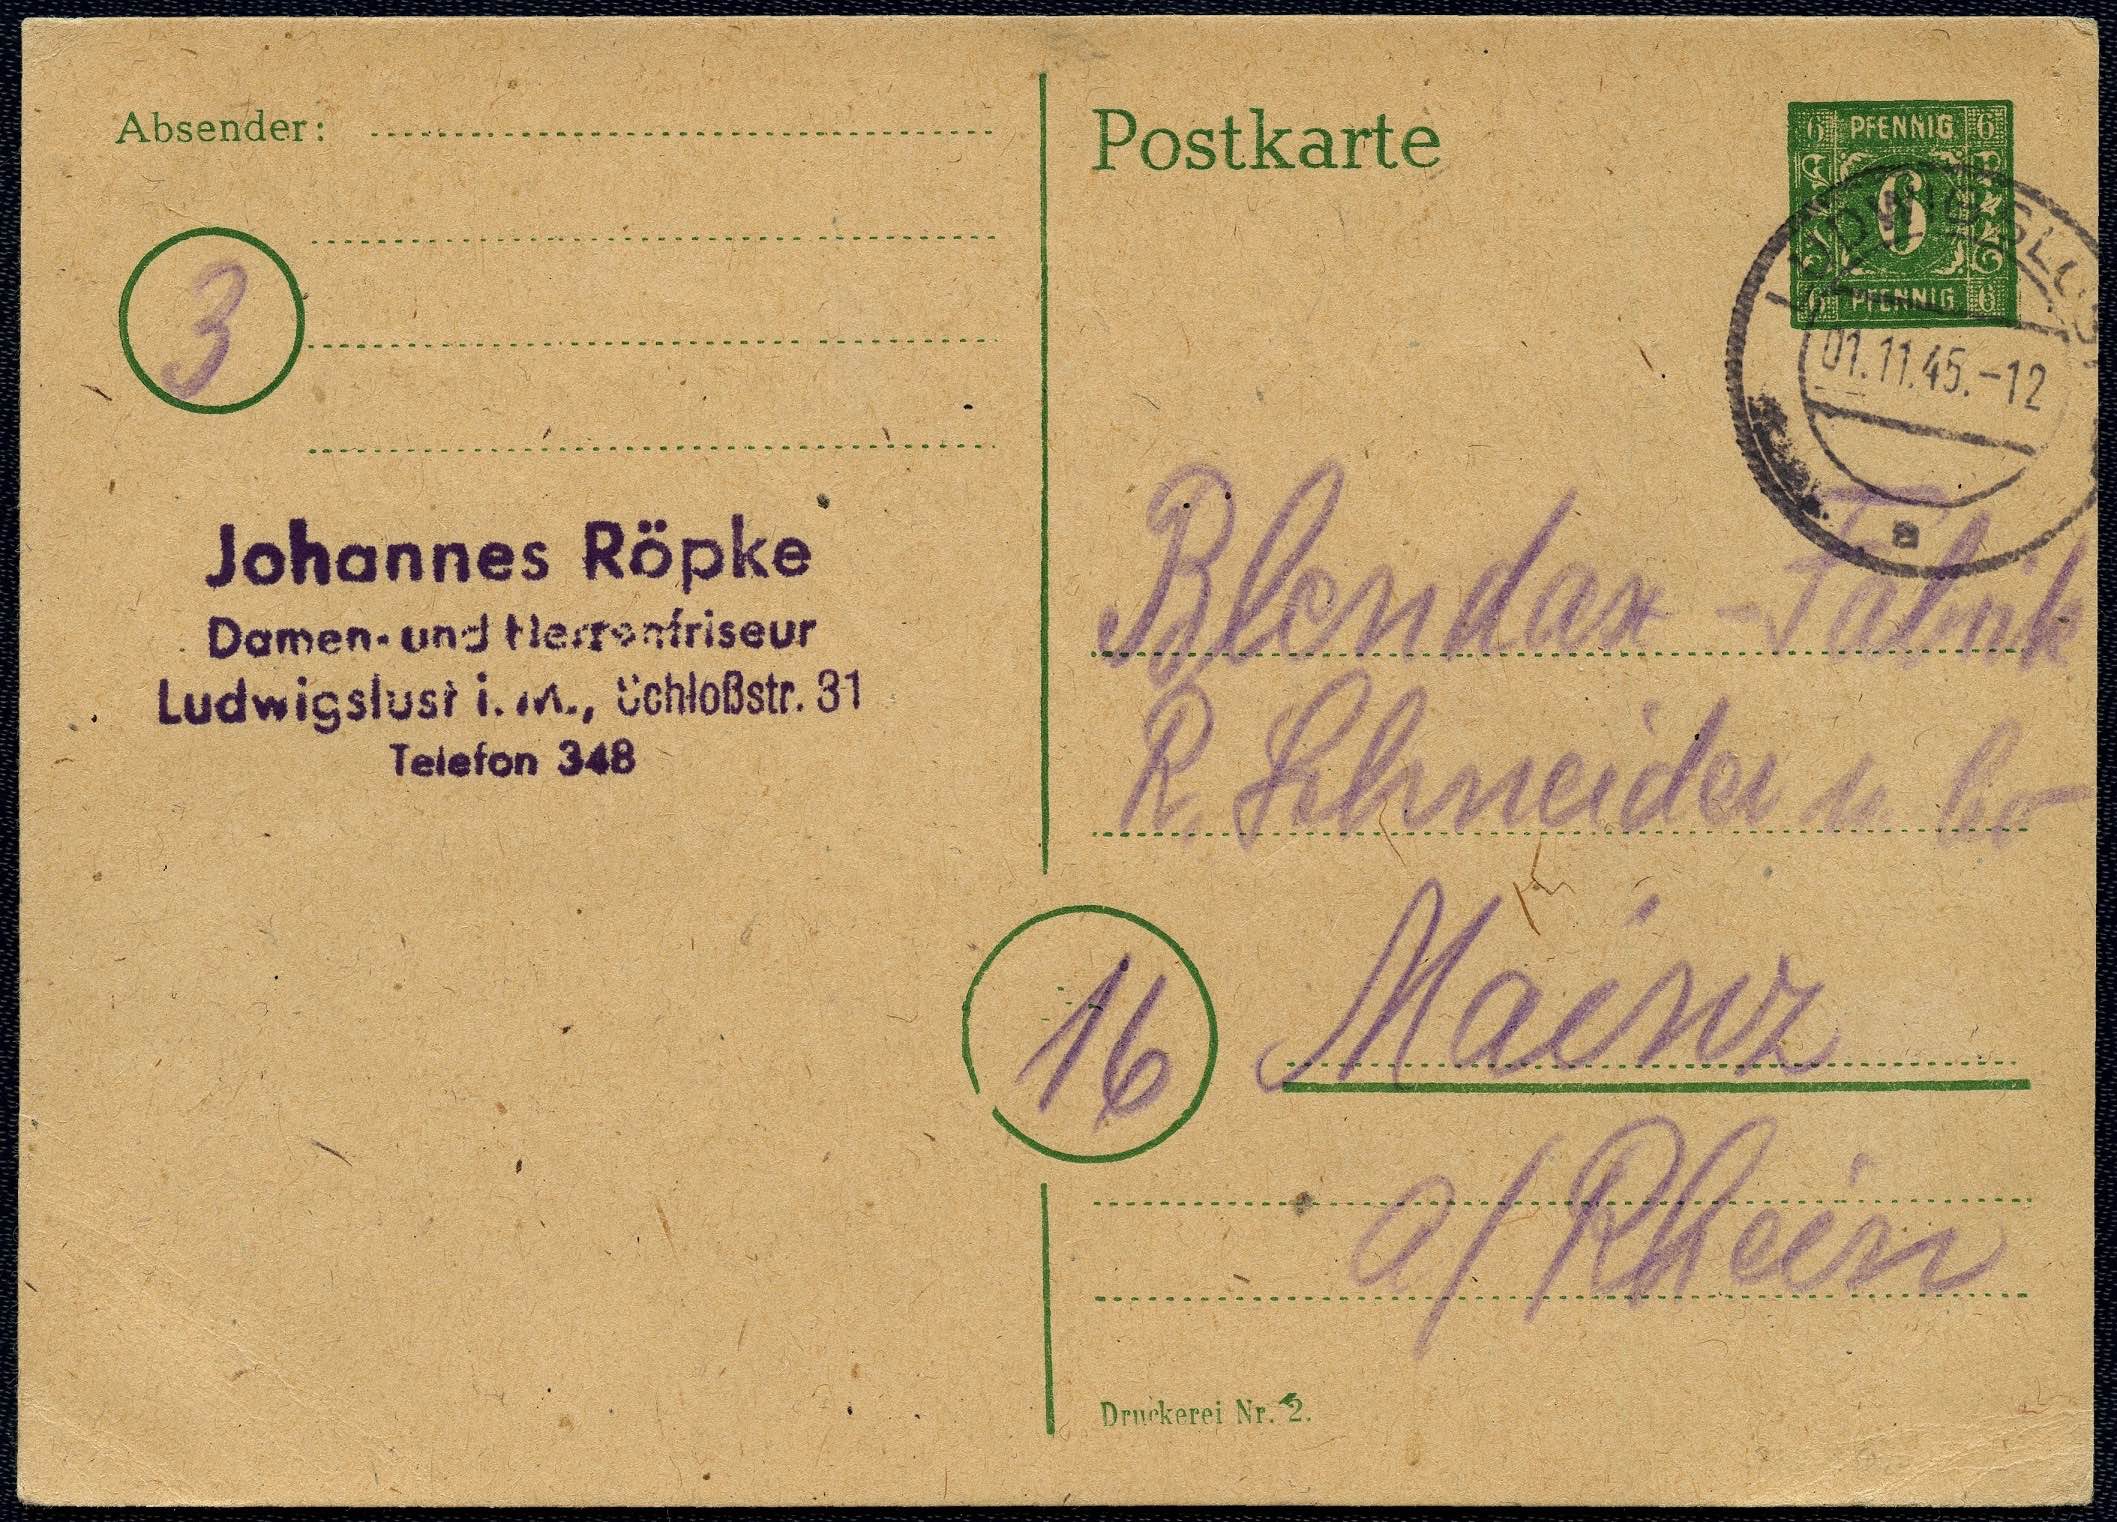 Absender:
3
Johannes Röpke
Damen- und Herrenfriseur
Ludwigslust i. M., Schloßstr. 31
Telefon 348
Postkarte
6 PFENNIG 6
6
6 PFENNIG 6
LUDWIGSLUS
01.11.45.-12
a
Blendax - Fabrik
R. Schneider u. Co
16
Mainz
a/Rhein
Druckerei Nr. 2.